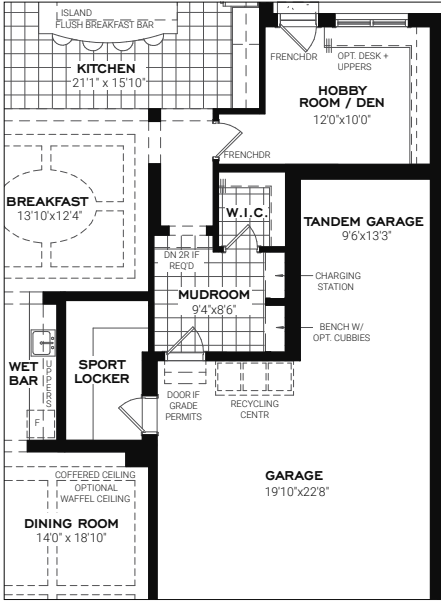 ISLAND
FLUSH BREAKFAST BAR
KITCHEN
21'1" x 15'10"
FRENCHDR
OPT. DESK +
UPPERS
HOBBY
ROOM / DEN
12'0"x10'0"
FRENCHDR
BREAKFAST
13'10"x12'4"
W.I.C.
TANDEM GARAGE
9'6"x13'3"
DN 2R IF
REQ'D
MUDROOM
9'4"x8'6"
CHARGING
STATION
BENCH W/
OPT. CUBBIES
WET
BAR
UPPERS
F
SPORT
LOCKER
DOOR IF
GRADE
PERMITS
RECYCLING
CENTR
GARAGE
19'10"x22'8"
COFFERED CEILING
OPTIONAL
WAFFEL CEILING
DINING ROOM
14'0" x 18'10"